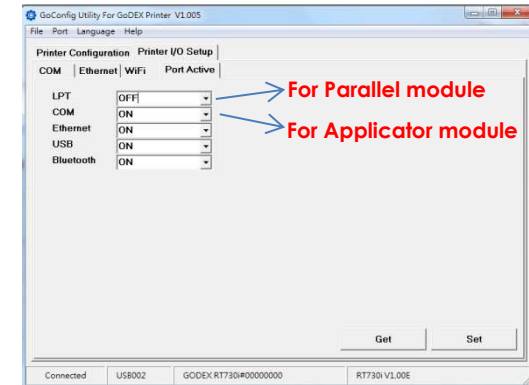 GoConfig Utility For GoDEX Printer V1.005
File Port Language Help
Printer Configuration Printer I/O Setup
COM Ethernet WiFi Port Active
LPT OFF For Parallel module
COM ON
Ethernet ON For Applicator module
USB ON
Bluetooth ON
Get Set
Connected USB002 GODEX RT730i#00000000 RT730i V1.00E